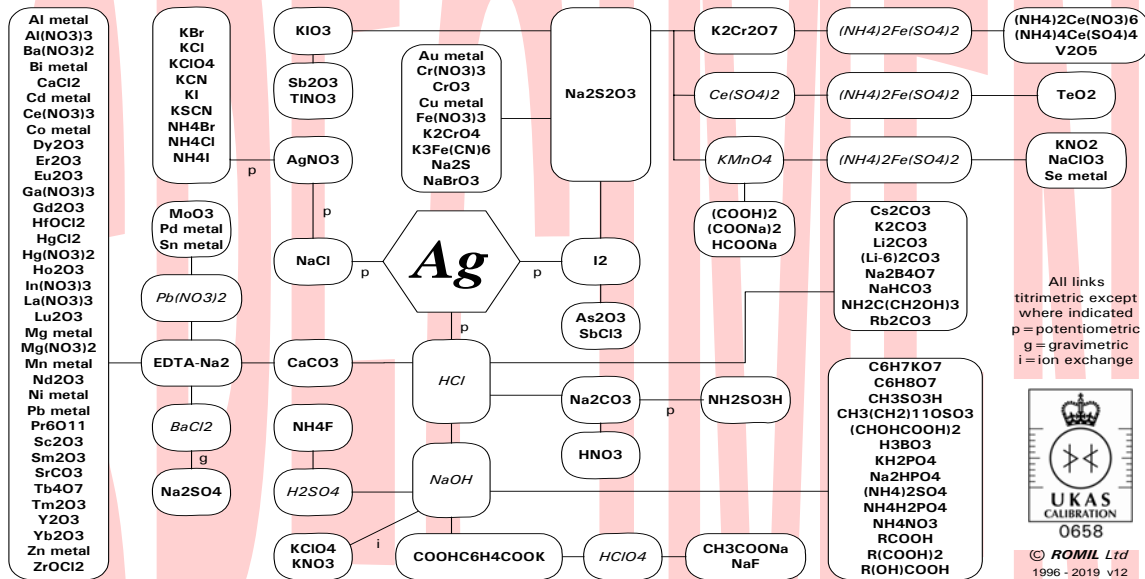 Al metal
Al(NO3)3
Ba(NO3)2
Bi metal
CaCl2
Cd metal
Ce(NO3)3
Co metal
Dy2O3
Er2O3
Eu2O3
Ga(NO3)3
Gd2O3
HfOCl2
HgCl2
Hg(NO3)2
Ho2O3
In(NO3)3
La(NO3)3
Lu2O3
Mg metal
Mg(NO3)2
Mn metal
Nd2O3
Ni metal
Pb metal
Pr6O11
Sc2O3
Sm2O3
SrCO3
Tb4O7
Tm2O3
Y2O3
Yb2O3
Zn metal
ZrOCl2
KBr
KCl
KClO4
KCN
KI
KSCN
NH4Br
NH4Cl
NH4I
p
MoO3
Pd metal
Sn metal
Pb(NO3)2
EDTA-Na2
BaCl2
g
Na2SO4
KIO3
Sb2O3
TlNO3
AgNO3
p
NaCl
p
CaCO3
NH4F
H2SO4
KClO4
KNO3
i
Au metal
Cr(NO3)3
CrO3
Cu metal
Fe(NO3)3
K2CrO4
K3Fe(CN)6
Na2S
NaBrO3
Ag
p
p
HCl
NaOH
COOHC6H4COOK
Na2S2O3
I2
As2O3
SbCl3
Na2CO3
p
NH2SO3H
HNO3
HClO4
CH3COONa
NaF
K2Cr2O7
(NH4)2Fe(SO4)2
(NH4)2Ce(NO3)6
(NH4)4Ce(SO4)4
V2O5
Ce(SO4)2
(NH4)2Fe(SO4)2
TeO2
KMnO4
(NH4)2Fe(SO4)2
KNO2
NaClO3
Se metal
(COOH)2
(COONa)2
HCOONa
Cs2CO3
K2CO3
Li2CO3
(Li-6)2CO3
Na2B4O7
NaHCO3
NH2C(CH2OH)3
Rb2CO3
C6H7KO7
C6H8O7
CH3SO3H
CH3(CH2)11OSO3
(CHOHCOOH)2
H3BO3
KH2PO4
Na2HPO4
(NH4)2SO4
NH4H2PO4
NH4NO3
RCOOH
R(COOH)2
R(OH)COOH
All links
titrimetric except
where indicated
p=potentiometric
g=gravimetric
i=ion exchange
UKAS
CALIBRATION
0658
© ROMIL Ltd
1996 - 2019 v12